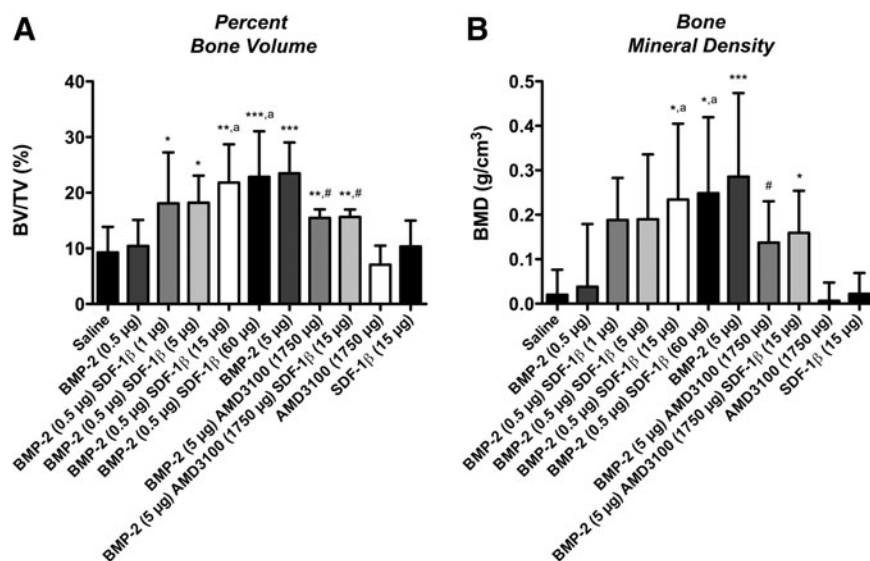 A
Percent
Bone Volume
BV/TV (%)
40
30
20
10
0
*
*
**,a
***,a
***
**,#
**,#
Saline
BMP-2 (0.5 µg)
BMP-2 (0.5 µg) SDF-1β (1 µg)
BMP-2 (0.5 µg) SDF-1β (5 µg)
BMP-2 (0.5 µg) SDF-1β (15 µg)
BMP-2 (0.5 µg) SDF-1β (60 µg)
BMP-2 (5 µg)
BMP-2 (5 µg) AMD3100 (1750 µg)
BMP-2 (5 µg) AMD3100 (1750 µg) SDF-1β (15 µg)
AMD3100 (1750 µg)
SDF-1β (15 µg)
B
Bone
Mineral Density
BMD (g/cm³)
0.5
0.4
0.3
0.2
0.1
0.0
*,a
*,a
***
#
*
Saline
BMP-2 (0.5 µg)
BMP-2 (0.5 µg) SDF-1β (1 µg)
BMP-2 (0.5 µg) SDF-1β (5 µg)
BMP-2 (0.5 µg) SDF-1β (15 µg)
BMP-2 (0.5 µg) SDF-1β (60 µg)
BMP-2 (5 µg)
BMP-2 (5 µg) AMD3100 (1750 µg)
BMP-2 (5 µg) AMD3100 (1750 µg) SDF-1β (15 µg)
AMD3100 (1750 µg)
SDF-1β (15 µg)